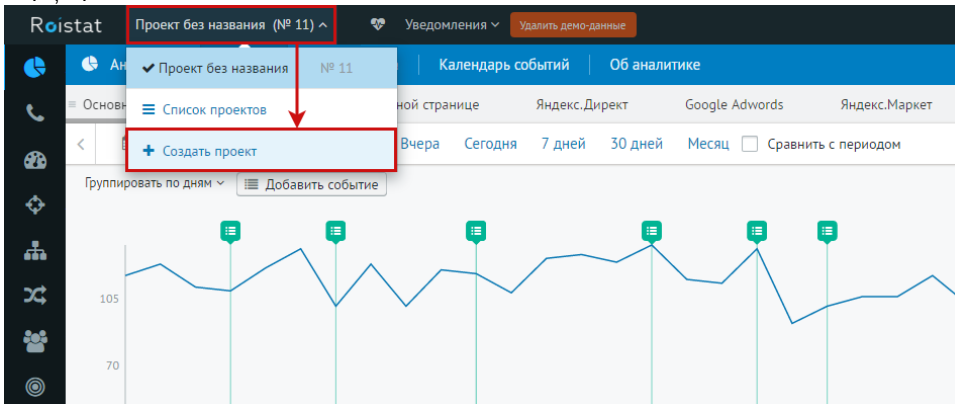 Roistat Проект без названия (№ 11) Уведомления Удалить демо-данные
Ан Календарь событий Об аналитике
Проект без названия № 11
Основн ной странице Яндекс.Директ Google Adwords Яндекс.Маркет
Список проектов
Вчера Сегодня 7 дней 30 дней Месяц Сравнить с периодом
Создать проект
Группировать по дням Добавить событие
105
70